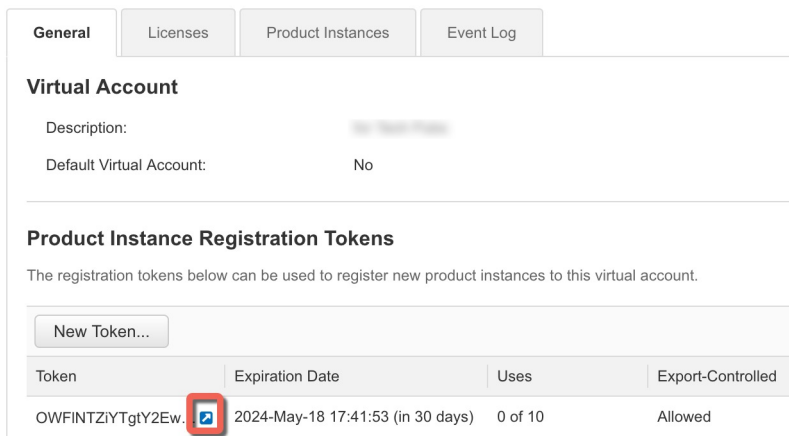 General Licenses Product Instances Event Log
Virtual Account
Description:
Default Virtual Account: No
Product Instance Registration Tokens
The registration tokens below can be used to register new product instances to this virtual account.
New Token...
Token Expiration Date Uses Export-Controlled
OWFlNTZiYTgtY2Ew... 2024-May-18 17:41:53 (in 30 days) 0 of 10 Allowed